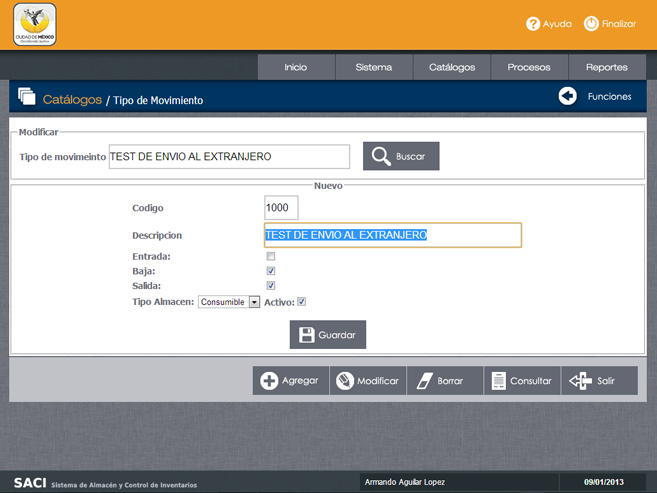 CIUDAD DE MÉXICO
Ayuda
Finalizar
Inicio
Sistema
Catálogos
Procesos
Reportes
Catálogos / Tipo de Movimiento
Funciones
Modificar
Tipo de movimeinto TEST DE ENVIO AL EXTRANJERO
Buscar
Nuevo
Codigo 1000
Descripcion TEST DE ENVIO AL EXTRANJERO
Entrada:
Baja:
Salida:
Tipo Almacen: Consumible Activo:
Guardar
Agregar
Modificar
Borrar
Consultar
Salir
SACI Sistema de Almacén y Control de Inventarios
Armando Aguilar Lopez
09/01/2013